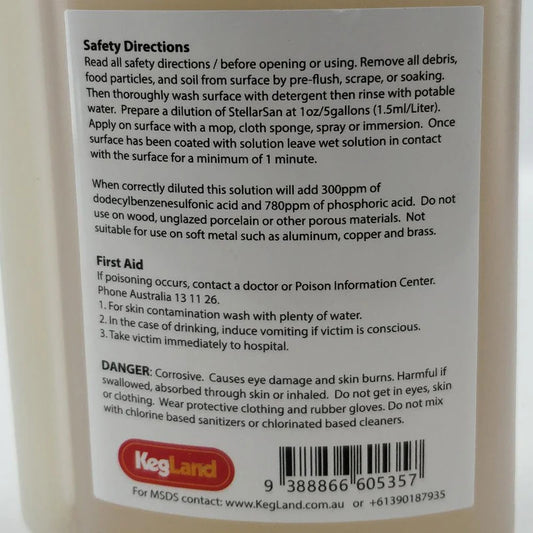 Safety Directions
Read all safety directions / before opening or using. Remove all debris,
food particles, and soil from surface by pre-flush, scrape, or soaking.
Then thoroughly wash surface with detergent then rinse with potable
water. Prepare a dilution of StellarSan at 1oz/5gallons (1.5ml/Liter).
Apply on surface with a mop, cloth sponge, spray or immersion. Once
surface has been coated with solution leave wet solution in contact
with the surface for a minimum of 1 minute.
When correctly diluted this solution will add 300ppm of
dodecylbenzenesulfonic acid and 780ppm of phosphoric acid. Do not
use on wood, unglazed porcelain or other porous materials. Not
suitable for use on soft metal such as aluminum, copper and brass.
First Aid
If poisoning occurs, contact a doctor or Poison Information Center.
Phone Australia 13 11 26.
1. For skin contamination wash with plenty of water.
2. In the case of drinking, induce vomiting if victim is conscious.
3. Take victim immediately to hospital.
DANGER: Corrosive. Causes eye damage and skin burns. Harmful if
swallowed, absorbed through skin or inhaled. Do not get in eyes, skin
or clothing. Wear protective clothing and rubber gloves. Do not mix
with chlorine based sanitizers or chlorinated based cleaners.
KegLand
9 388866 605357
For MSDS contact: www.KegLand.com.au or +61390187935